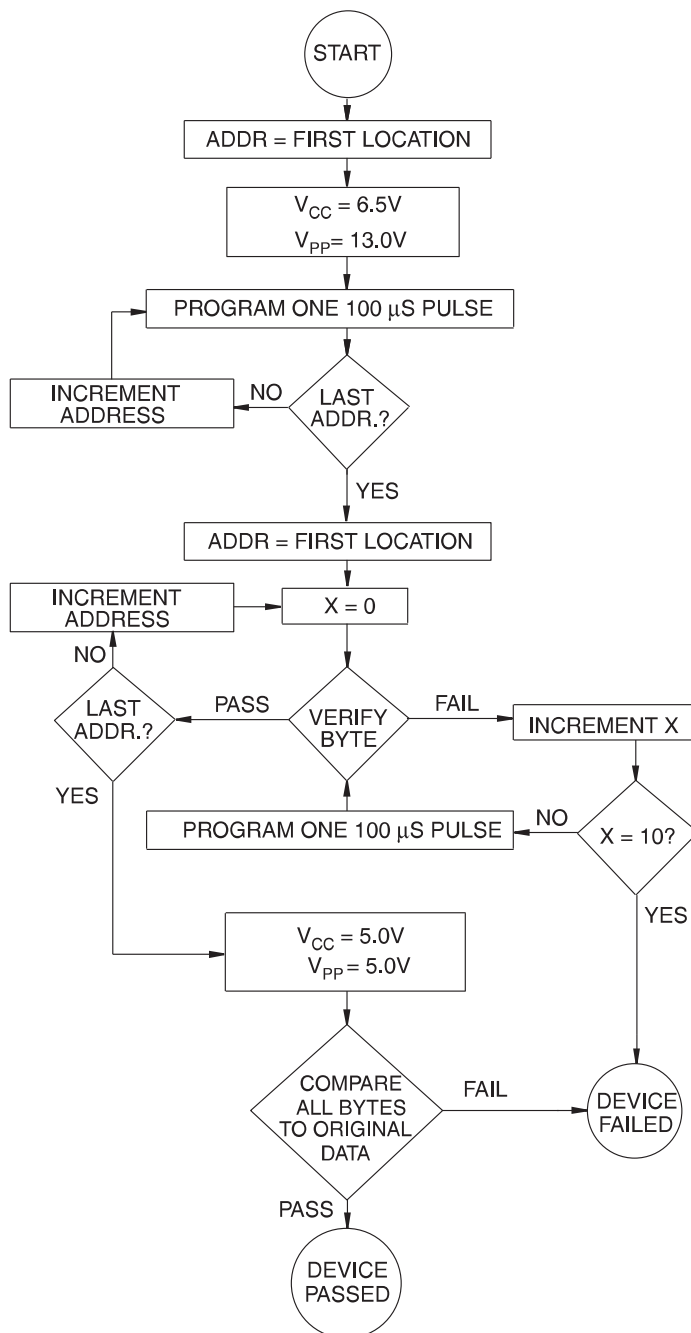 START
ADDR = FIRST LOCATION
VCC = 6.5V
VPP= 13.0V
PROGRAM ONE 100 µS PULSE
INCREMENT
ADDRESS
NO
LAST
ADDR.?
YES
ADDR = FIRST LOCATION
INCREMENT
ADDRESS
X = 0
NO
LAST
ADDR.?
PASS
VERIFY
BYTE
FAIL
INCREMENT X
YES
PROGRAM ONE 100 µS PULSE
NO
X = 10?
YES
VCC = 5.0V
VPP = 5.0V
COMPARE
ALL BYTES
TO ORIGINAL
DATA
FAIL
DEVICE
FAILED
PASS
DEVICE
PASSED